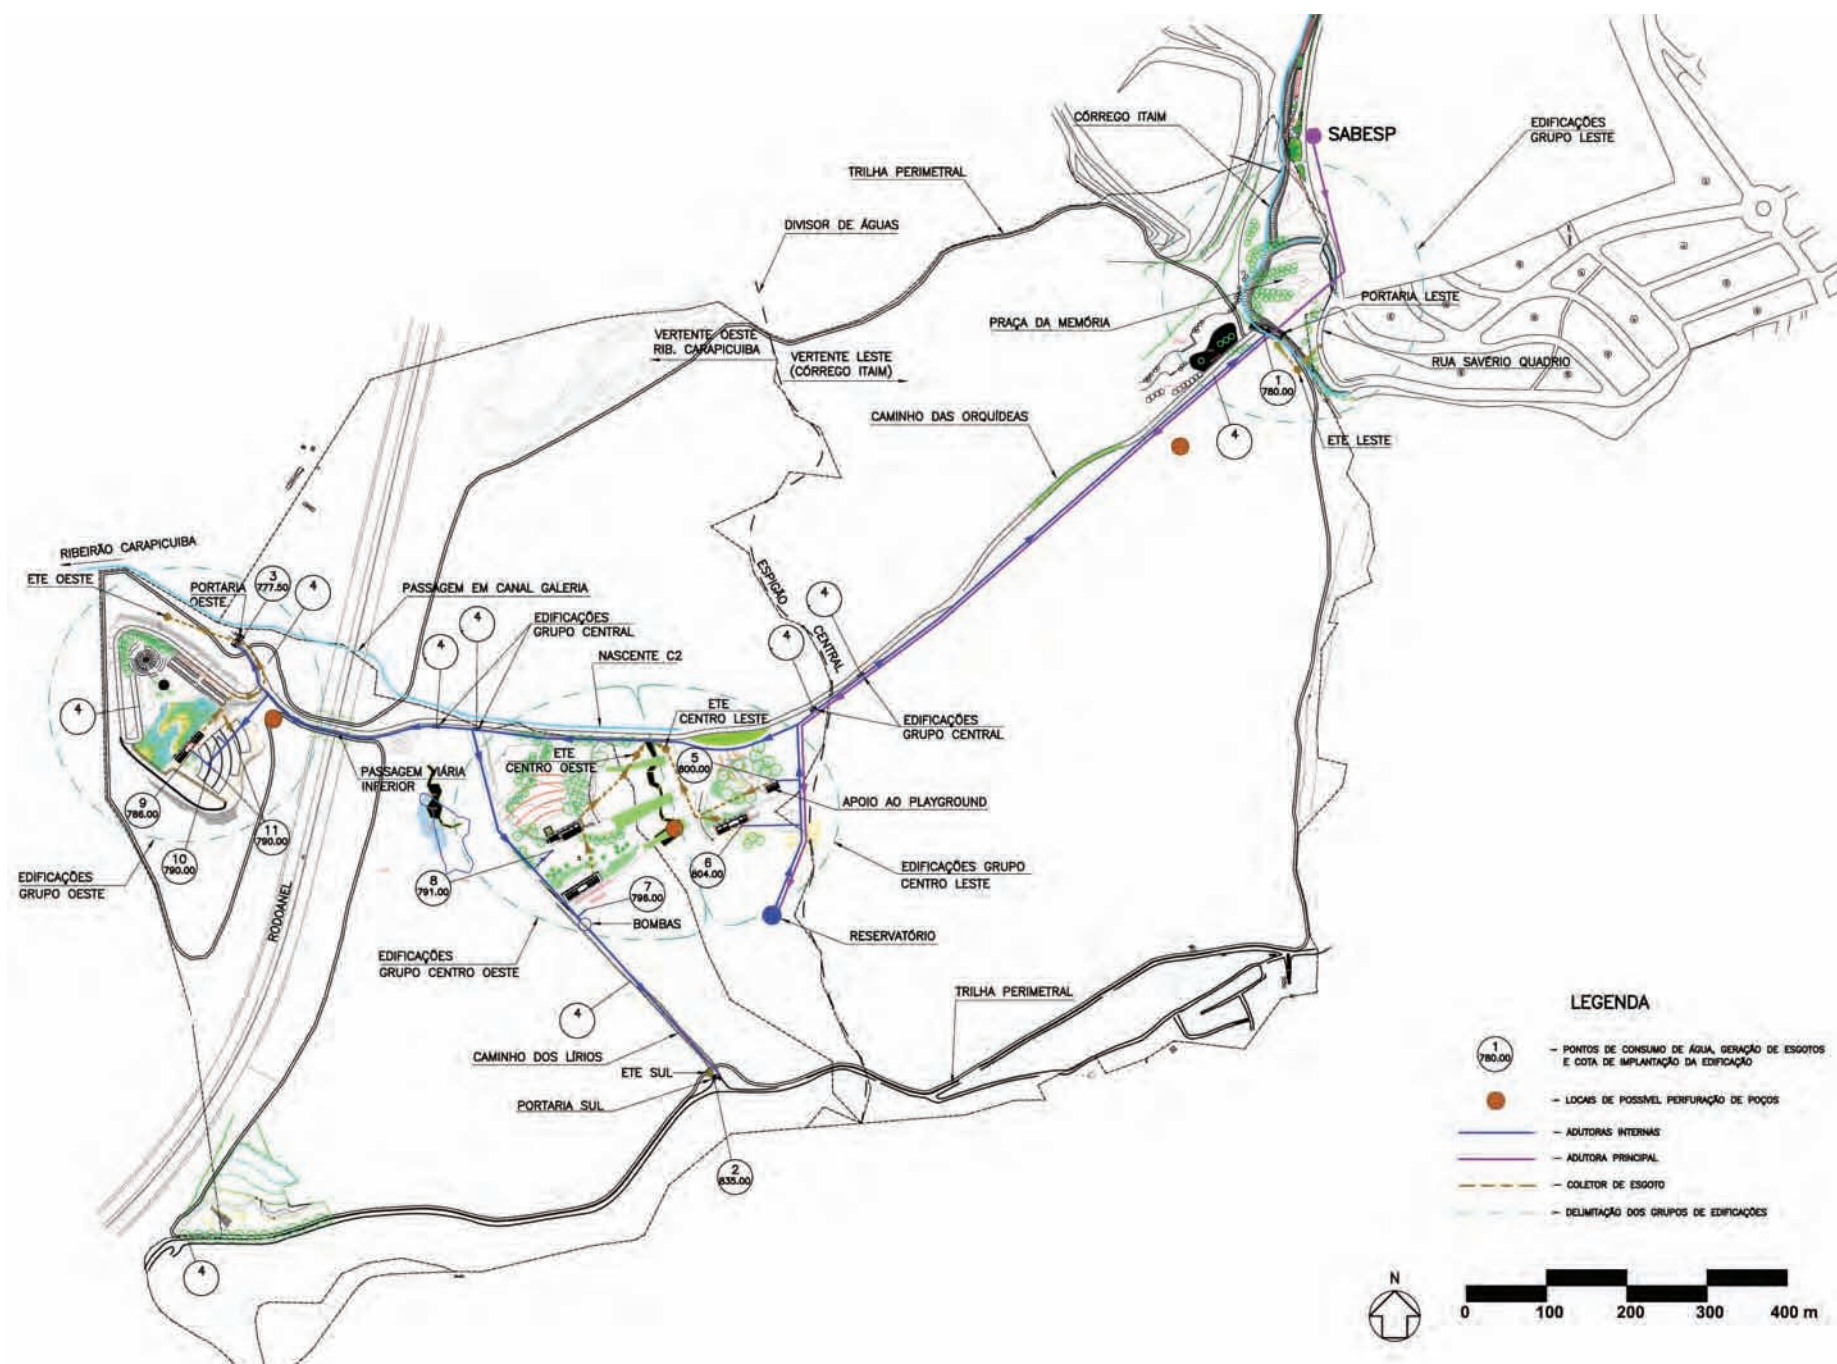 CÓRREGO ITAIM
SABESP
EDIFICAÇÕES
GRUPO LESTE
TRILHA PERIMETRAL
DIVISOR DE ÁGUAS
PORTARIA LESTE
PRAÇA DA MEMÓRIA
VERTENTE OESTE
RIB. CARAPICUIBA
VERTENTE LESTE
(CÓRREGO ITAIM)
RUA SAVÉRIO QUADRIO
1
780.00
CAMINHO DAS ORQUÍDEAS
4
ETE LESTE
RIBEIRÃO CARAPICUIBA
ETE OESTE
PORTARIA
OESTE
3
777.50
4
PASSAGEM EM CANAL GALERIA
ESPIGÃO
CENTRAL
4
4
4
4
EDIFICAÇÕES
GRUPO CENTRAL
NASCENTE C2
4
ETE
CENTRO LESTE
EDIFICAÇÕES
GRUPO CENTRAL
ETE
CENTRO OESTE
5
800.00
PASSAGEM VIÁRIA
INFERIOR
APOIO AO PLAYGROUND
9
786.00
11
790.00
10
790.00
EDIFICAÇÕES
GRUPO OESTE
8
791.00
6
804.00
7
796.00
EDIFICAÇÕES GRUPO
CENTRO LESTE
RODOANEL
BOMBAS
RESERVATÓRIO
EDIFICAÇÕES
GRUPO CENTRO OESTE
TRILHA PERIMETRAL
4
CAMINHO DOS LÍRIOS
ETE SUL
PORTARIA SUL
2
835.00
4
LEGENDA
1
780.00
- PONTOS DE CONSUMO DE ÁGUA, GERAÇÃO DE ESGOTOS
E COTA DE IMPLANTAÇÃO DA EDIFICAÇÃO
- LOCAIS DE POSSÍVEL PERFURAÇÃO DE POÇOS
- ADUTORAS INTERNAS
- ADUTORA PRINCIPAL
- COLETOR DE ESGOTO
- DELIMITAÇÃO DOS GRUPOS DE EDIFICAÇÕES
N
0 100 200 300 400 m